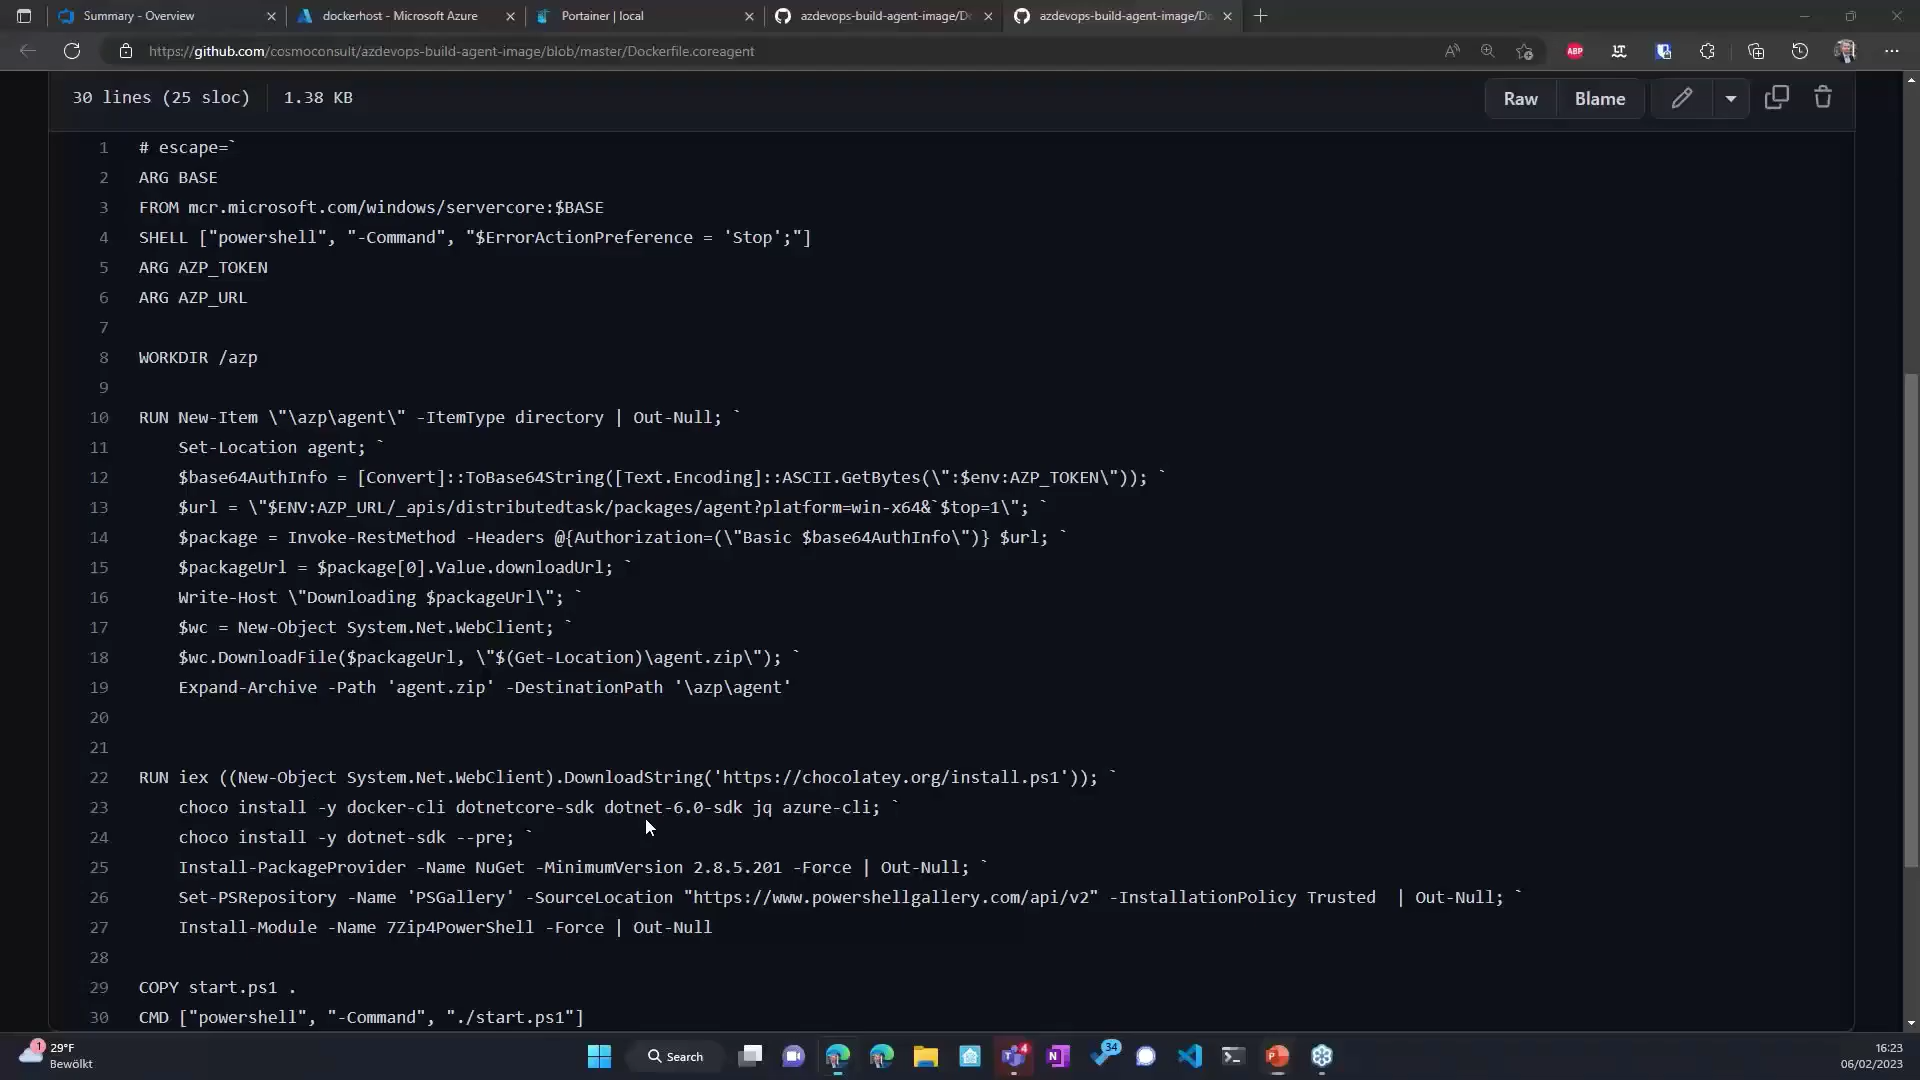 Summary - Overview
dockerhost - Microsoft Azure
Portainer | local
azdevops-build-agent-image/D
azdevops-build-agent-image/Do
https://github.com/cosmoconsult/azdevops-build-agent-image/blob/master/Dockerfile.coreagent
ABP
30 lines (25 sloc) 1.38 KB
Raw Blame
1 # escape=`
2 ARG BASE
3 FROM mcr.microsoft.com/windows/servercore:$BASE
4 SHELL ["powershell", "-Command", "$ErrorActionPreference = 'Stop';"]
5 ARG AZP_TOKEN
6 ARG AZP_URL
7
8 WORKDIR /azp
9
10 RUN New-Item \"\azp\agent\" -ItemType directory | Out-Null; `
11 Set-Location agent; `
12 $base64AuthInfo = [Convert]::ToBase64String([Text.Encoding]::ASCII.GetBytes(\":$env:AZP_TOKEN\")); `
13 $url = \"$ENV:AZP_URL/_apis/distributedtask/packages/agent?platform=win-x64&`$top=1\"; `
14 $package = Invoke-RestMethod -Headers @{Authorization=(\"Basic $base64AuthInfo\")} $url; `
15 $packageUrl = $package[0].Value.downloadUrl; `
16 Write-Host \"Downloading $packageUrl\"; `
17 $wc = New-Object System.Net.WebClient; `
18 $wc.DownloadFile($packageUrl, \"$(Get-Location)\agent.zip\"); `
19 Expand-Archive -Path 'agent.zip' -DestinationPath '\azp\agent'
20
21
22 RUN iex ((New-Object System.Net.WebClient).DownloadString('https://chocolatey.org/install.ps1')); `
23 choco install -y docker-cli dotnetcore-sdk dotnet-6.0-sdk jq azure-cli; `
24 choco install -y dotnet-sdk --pre; `
25 Install-PackageProvider -Name NuGet -MinimumVersion 2.8.5.201 -Force | Out-Null; `
26 Set-PSRepository -Name 'PSGallery' -SourceLocation "https://www.powershellgallery.com/api/v2" -InstallationPolicy Trusted | Out-Null; `
27 Install-Module -Name 7Zip4PowerShell -Force | Out-Null
28
29 COPY start.ps1 .
30 CMD ["powershell", "-Command", "./start.ps1"]
1
29°F
Bewölkt
Search
4
34
16:23
06/02/2023